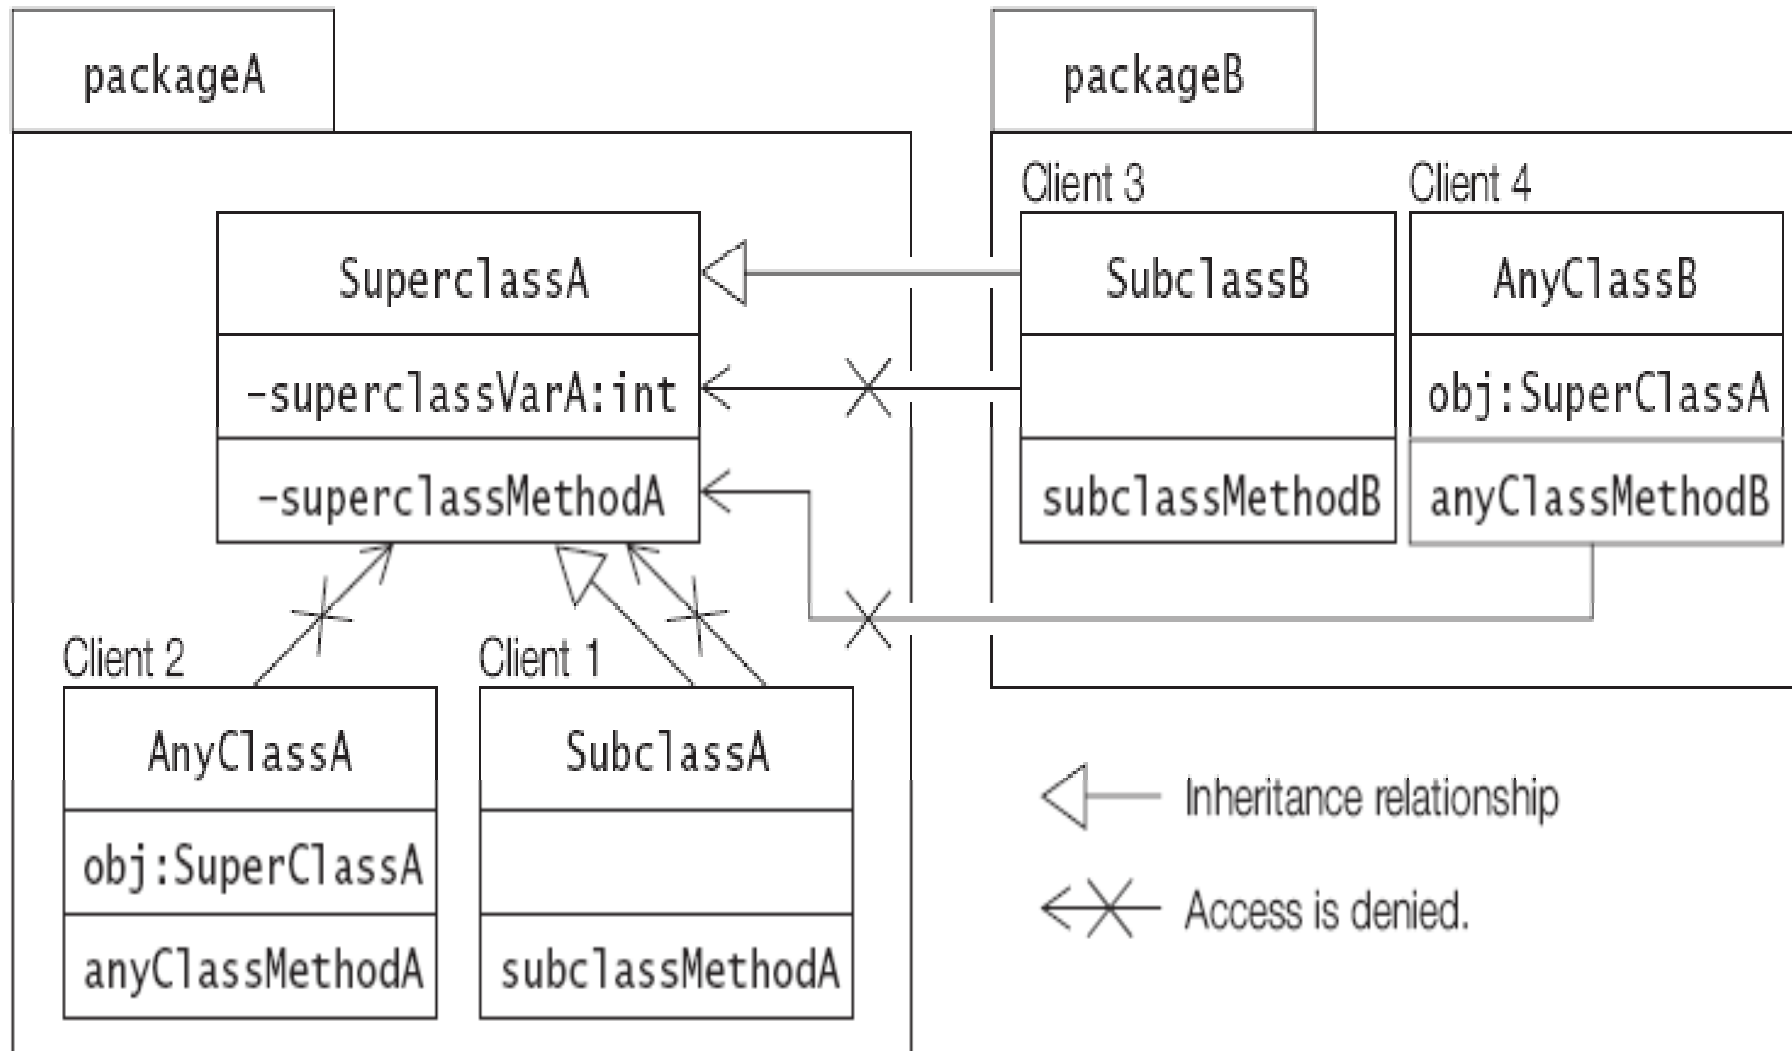 packageA
SuperclassA
-superclassVarA:int
-superclassMethodA
Client 2
AnyClassA
obj:SuperClassA
anyClassMethodA
Client 1
SubclassA
subclassMethodA
packageB
Client 3
SubclassB
subclassMethodB
Client 4
AnyClassB
obj:SuperClassA
anyClassMethodB
Inheritance relationship
Access is denied.